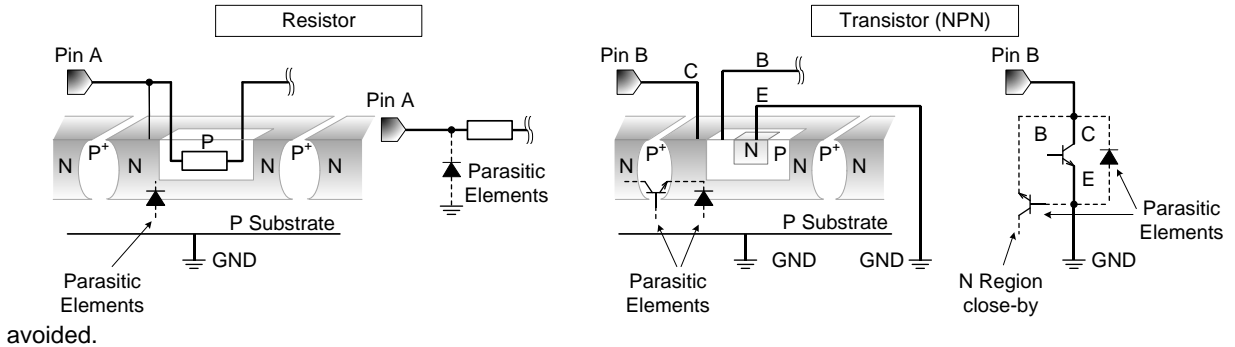 Resistor
Transistor (NPN)
Pin A
Pin B
C
B
E
Pin B
Pin A
N
P+
N
P
N
P+
N
Parasitic
Elements
N
P+
N
P
P+
N
B
C
E
Parasitic
Elements
P Substrate
GND
P Substrate
GND
GND
GND
Parasitic
Elements
Parasitic
Elements
N Region
close-by
avoided.